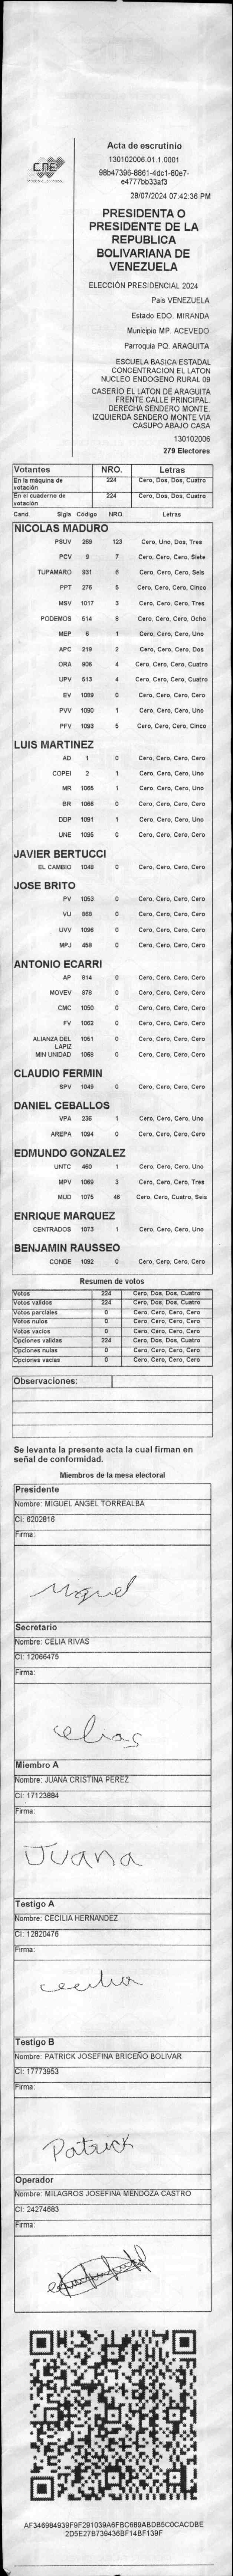 CNE
Acta de escrutinio
130102006.01.1.0001
98b47396-8861-4dc1-80e7-
e4777bb33af3
28/07/2024 07:42:36 PM
PRESIDENTA O
PRESIDENTE DE LA
REPUBLICA
BOLIVARIANA DE
VENEZUELA
ELECCIÓN PRESIDENCIAL 2024
Pais VENEZUELA
Estado EDO. MIRANDA
Municipio MP. ACEVEDO
Parroquia PQ. ARAGUITA
ESCUELA BASICA ESTADAL
CONCENTRACION EL LATON
NUCLEO ENDOGENO RURAL 09
CASERIO EL LATON DE ARAGUITA
FRENTE CALLE PRINCIPAL.
DERECHA SENDERO MONTE.
IZQUIERDA SENDERO MONTE VIA
CASUPO ABAJO CASA
130102006
279 Electores
Votantes NRO. Letras
En la máquina de votación 224 Cero, Dos, Dos, Cuatro
En el cuaderno de votación 224 Cero, Dos, Dos, Cuatro
Cand. Sigla Código NRO. Letras
NICOLAS MADURO
PSUV 269 123 Cero, Uno, Dos, Tres
PCV 9 7 Cero, Cero, Cero, Siete
TUPAMARO 931 6 Cero, Cero, Cero, Seis
PPT 276 5 Cero, Cero, Cero, Cinco
MSV 1017 3 Cero, Cero, Cero, Tres
PODEMOS 514 8 Cero, Cero, Cero, Ocho
MEP 6 1 Cero, Cero, Cero, Uno
APC 219 2 Cero, Cero, Cero, Dos
ORA 906 4 Cero, Cero, Cero, Cuatro
UPV 513 4 Cero, Cero, Cero, Cuatro
EV 1089 0 Cero, Cero, Cero, Cero
PVV 1090 1 Cero, Cero, Cero, Uno
PFV 1093 5 Cero, Cero, Cero, Cinco
LUIS MARTINEZ
AD 1 0 Cero, Cero, Cero, Cero
COPEI 2 1 Cero, Cero, Cero, Uno
MR 1065 1 Cero, Cero, Cero, Uno
BR 1066 0 Cero, Cero, Cero, Cero
DDP 1091 1 Cero, Cero, Cero, Uno
UNE 1095 0 Cero, Cero, Cero, Cero
JAVIER BERTUCCI
EL CAMBIO 1048 0 Cero, Cero, Cero, Cero
JOSE BRITO
PV 1053 0 Cero, Cero, Cero, Cero
VU 868 0 Cero, Cero, Cero, Cero
UVV 1096 0 Cero, Cero, Cero, Cero
MPJ 458 0 Cero, Cero, Cero, Cero
ANTONIO ECARRI
AP 814 0 Cero, Cero, Cero, Cero
MOVEV 878 0 Cero, Cero, Cero, Cero
CMC 1050 0 Cero, Cero, Cero, Cero
FV 1062 0 Cero, Cero, Cero, Cero
ALIANZA DEL LAPIZ 1061 0 Cero, Cero, Cero, Cero
MIN UNIDAD 1068 0 Cero, Cero, Cero, Cero
CLAUDIO FERMIN
SPV 1049 0 Cero, Cero, Cero, Cero
DANIEL CEBALLOS
VPA 236 1 Cero, Cero, Cero, Uno
AREPA 1094 0 Cero, Cero, Cero, Cero
EDMUNDO GONZALEZ
UNTC 460 1 Cero, Cero, Cero, Uno
MPV 1069 3 Cero, Cero, Cero, Tres
MUD 1075 46 Cero, Cero, Cuatro, Seis
ENRIQUE MARQUEZ
CENTRADOS 1073 1 Cero, Cero, Cero, Uno
BENJAMIN RAUSSEO
CONDE 1092 0 Cero, Cero, Cero, Cero
Resumen de votos
Votos 224 Cero, Dos, Dos, Cuatro
Votos validos 224 Cero, Dos, Dos, Cuatro
Votos parciales 0 Cero, Cero, Cero, Cero
Votos nulos 0 Cero, Cero, Cero, Cero
Votos vacios 0 Cero, Cero, Cero, Cero
Opciones validas 224 Cero, Dos, Dos, Cuatro
Opciones nulas 0 Cero, Cero, Cero, Cero
Opciones vacias 0 Cero, Cero, Cero, Cero
Observaciones:
Se levanta la presente acta la cual firman en
señal de conformidad.
Miembros de la mesa electoral
Presidente
Nombre: MIGUEL ANGEL TORREALBA
CI: 6202816
Firma:
Miguel
Secretario
Nombre: CELIA RIVAS
CI: 12066475
Firma:
Miembro A
Nombre: JUANA CRISTINA PEREZ
CI: 17123884
Firma:
Juana
Testigo A
Nombre: CECILIA HERNANDEZ
CI: 12820476
Firma:
Cecilia
Testigo B
Nombre: PATRICK JOSEFINA BRICEÑO BOLIVAR
CI: 17773953
Firma:
Patrick
Operador
Nombre: MILAGROS JOSEFINA MENDOZA CASTRO
CI: 24274683
Firma:
AF346984939F9F291039A6FBC689ABDB5C0CACDBE
2D5E27B739436BF14BF139F